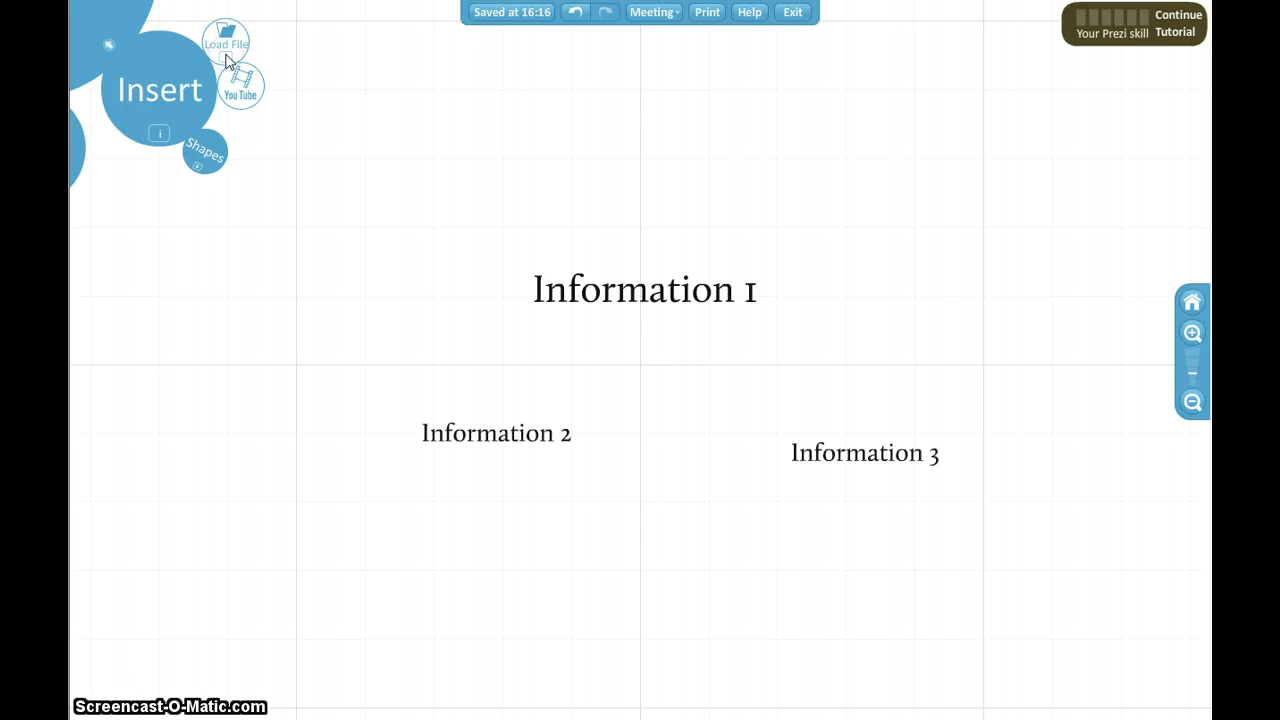 Saved at 16:16 Meeting Print Help Exit
Continue
Your Prezi skill Tutorial
Load File
Insert
You Tube
i
Shapes
Information 1
Information 2
Information 3
Screencast-O-Matic.com